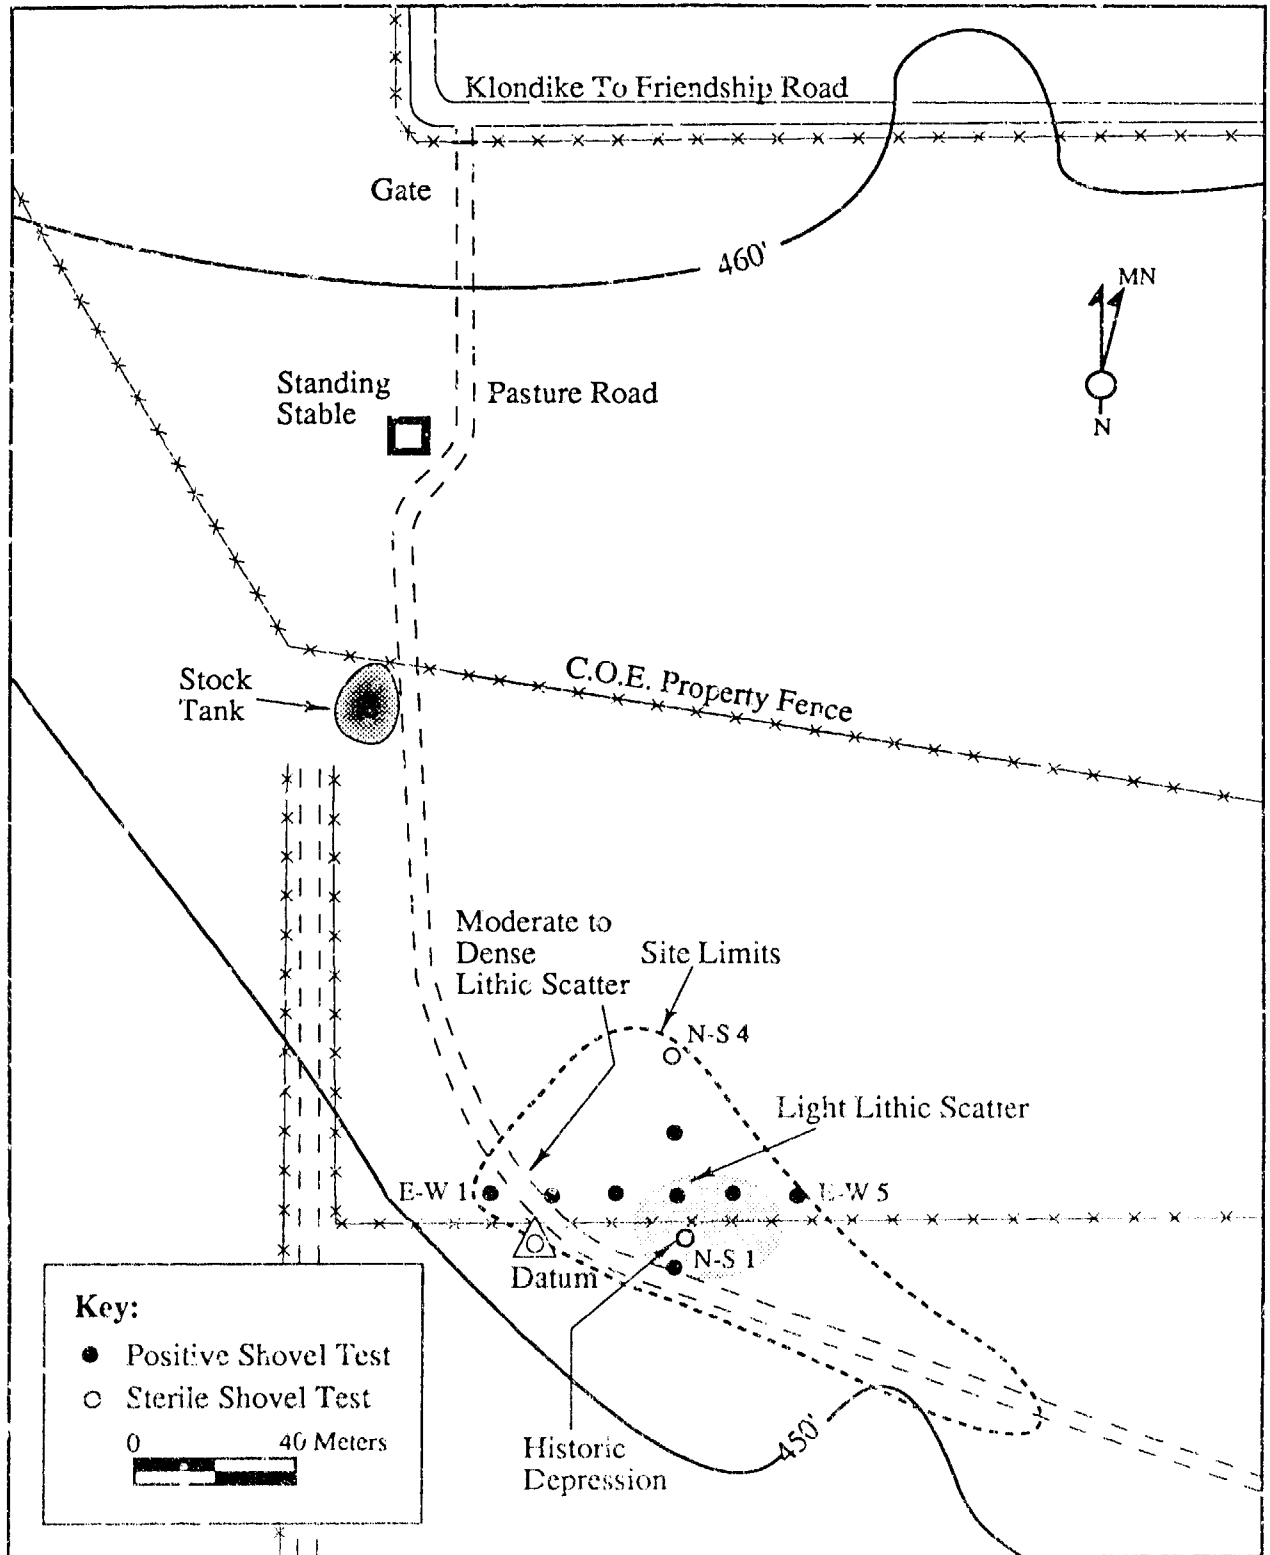 Klondike To Friendship Road
Gate
460'
MN
N
Standing
Stable
Pasture Road
C.O.E. Property Fence
Stock
Tank
Moderate to
Dense
Lithic Scatter
Site Limits
N-S 4
Light Lithic Scatter
E-W 1
E-W 5
N-S 1
Datum
Key:
Positive Shovel Test
Sterile Shovel Test
0 40 Meters
Historic
Depression
450'